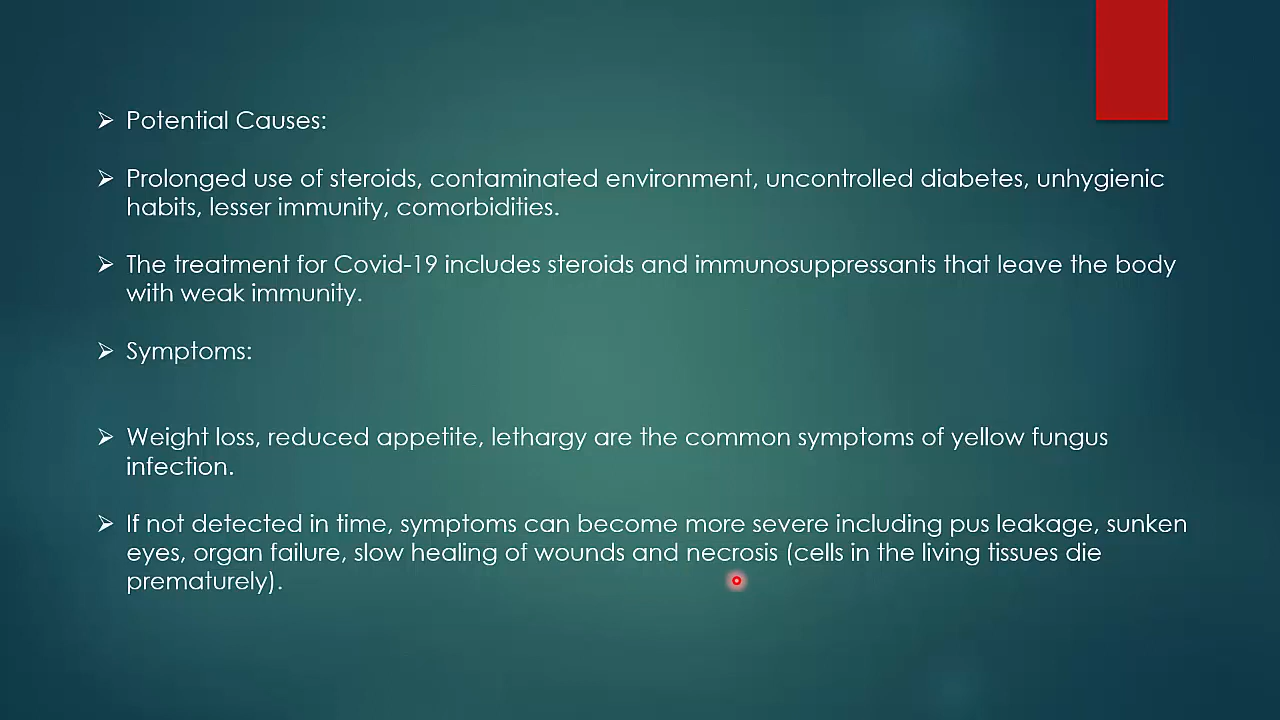 ➢ Potential Causes:
➢ Prolonged use of steroids, contaminated environment, uncontrolled diabetes, unhygienic
habits, lesser immunity, comorbidities.
➢ The treatment for Covid-19 includes steroids and immunosuppressants that leave the body
with weak immunity.
➢ Symptoms:
➢ Weight loss, reduced appetite, lethargy are the common symptoms of yellow fungus
infection.
➢ If not detected in time, symptoms can become more severe including pus leakage, sunken
eyes, organ failure, slow healing of wounds and necrosis (cells in the living tissues die
prematurely).